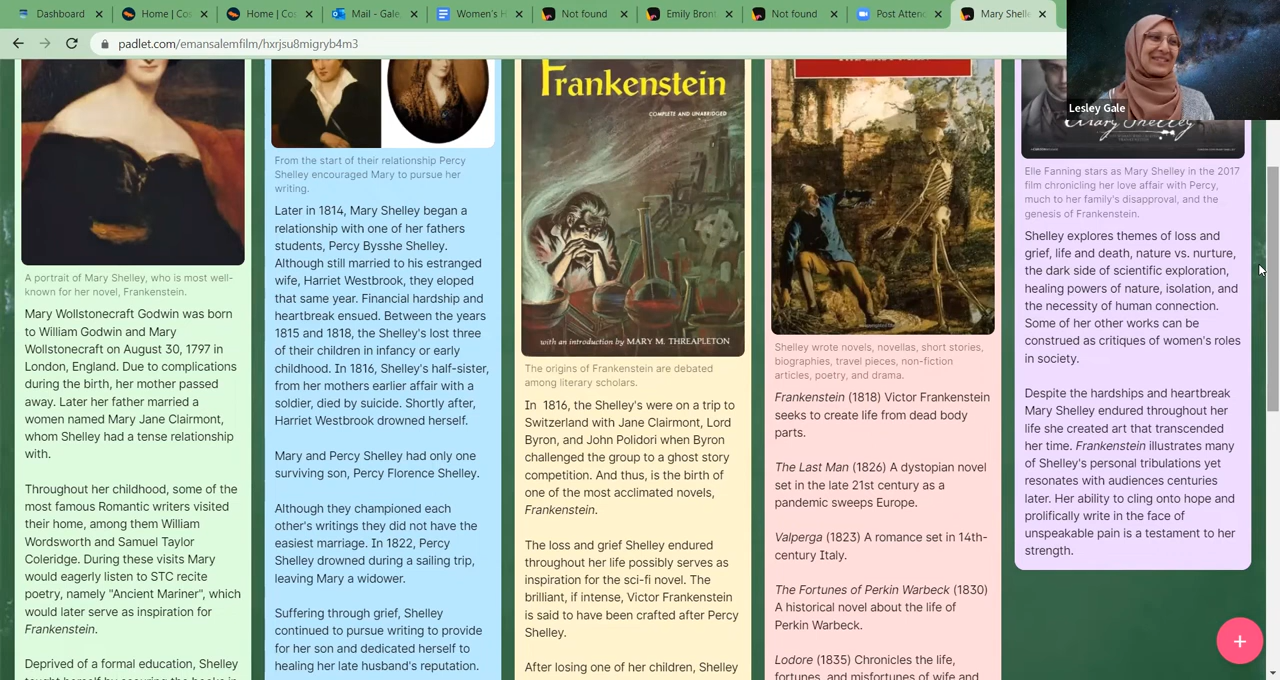 Dashboard
Home | Cos
Home | Cos
Mail - Gale,
Women's H
Not found
Emily Bront
Not found
Post Attend
Mary Shelle
padlet.com/emansalemfilm/hxrjsu8migryb4m3
Lesley Gale
A portrait of Mary Shelley, who is most well-
known for her novel, Frankenstein.
Mary Wollstonecraft Godwin was born
to William Godwin and Mary
Wollstonecraft on August 30, 1797 in
London, England. Due to complications
during the birth, her mother passed
away. Later her father married a
women named Mary Jane Clairmont,
whom Shelley had a tense relationship
with.
Throughout her childhood, some of the
most famous Romantic writers visited
their home, among them William
Wordsworth and Samuel Taylor
Coleridge. During these visits Mary
would eagerly listen to STC recite
poetry, namely "Ancient Mariner", which
would later serve as inspiration for
Frankenstein.
Deprived of a formal education, Shelley
From the start of their relationship Percy
Shelley encouraged Mary to pursue her
writing.
Later in 1814, Mary Shelley began a
relationship with one of her fathers
students, Percy Bysshe Shelley.
Although still married to his estranged
wife, Harriet Westbrook, they eloped
that same year. Financial hardship and
heartbreak ensued. Between the years
1815 and 1818, the Shelley's lost three
of their children in infancy or early
childhood. In 1816, Shelley's half-sister,
from her mothers earlier affair with a
soldier, died by suicide. Shortly after,
Harriet Westbrook drowned herself.
Mary and Percy Shelley had only one
surviving son, Percy Florence Shelley.
Although they championed each
other's writings they did not have the
easiest marriage. In 1822, Percy
Shelley drowned during a sailing trip,
leaving Mary a widower.
Suffering through grief, Shelley
continued to pursue writing to provide
for her son and dedicated herself to
healing her late husband's reputation.
Frankenstein
COMPLETE AND UNABRIDGED
with an introduction by MARY M. THREAPLETON
The origins of Frankenstein are debated
among literary scholars.
In 1816, the Shelley's were on a trip to
Switzerland with Jane Clairmont, Lord
Byron, and John Polidori when Byron
challenged the group to a ghost story
competition. And thus, is the birth of
one of the most acclimated novels,
Frankenstein.
The loss and grief Shelley endured
throughout her life possibly serves as
inspiration for the sci-fi novel. The
brilliant, if intense, Victor Frankenstein
is said to have been crafted after Percy
Shelley.
After losing one of her children, Shelley
Shelley wrote novels, novellas, short stories,
biographies, travel pieces, non-fiction
articles, poetry, and drama.
Frankenstein (1818) Victor Frankenstein
seeks to create life from dead body
parts.
The Last Man (1826) A dystopian novel
set in the late 21st century as a
pandemic sweeps Europe.
Valperga (1823) A romance set in 14th-
century Italy.
The Fortunes of Perkin Warbeck (1830)
A historical novel about the life of
Perkin Warbeck.
Lodore (1835) Chronicles the life,
fortunes, and misfortunes of wife and
Mary Shelley
Elle Fanning stars as Mary Shelley in the 2017
film chronicling her love affair with Percy,
much to her family's disapproval, and the
genesis of Frankenstein.
Shelley explores themes of loss and
grief, life and death, nature vs. nurture,
the dark side of scientific exploration,
healing powers of nature, isolation, and
the necessity of human connection.
Some of her other works can be
construed as critiques of women's roles
in society.
Despite the hardships and heartbreak
Mary Shelley endured throughout her
life she created art that transcended
her time. Frankenstein illustrates many
of Shelley's personal tribulations yet
resonates with audiences centuries
later. Her ability to cling onto hope and
prolifically write in the face of
unspeakable pain is a testament to her
strength.